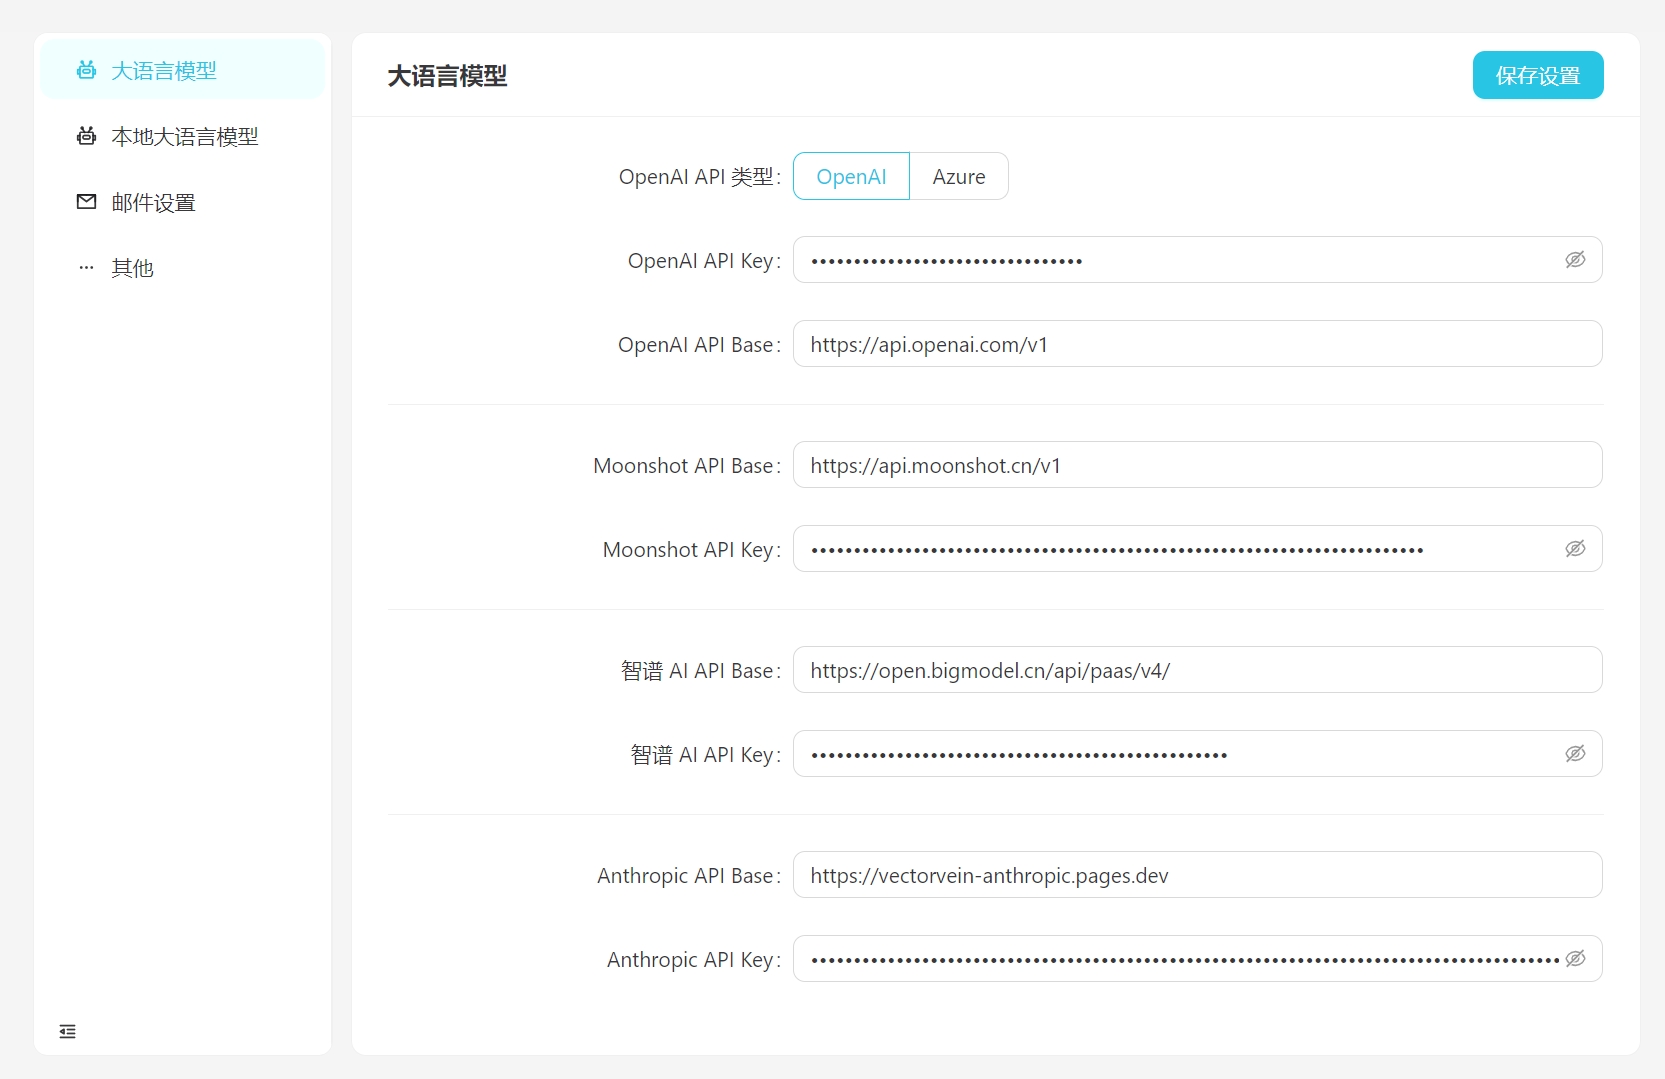 大语言模型
本地大语言模型
邮件设置
其他
大语言模型
保存设置
OpenAI API 类型: OpenAI Azure
OpenAI API Key:
OpenAI API Base: https://api.openai.com/v1
Moonshot API Base: https://api.moonshot.cn/v1
Moonshot API Key:
智谱 AI API Base: https://open.bigmodel.cn/api/paas/v4/
智谱 AI API Key:
Anthropic API Base: https://vectorvein-anthropic.pages.dev
Anthropic API Key: